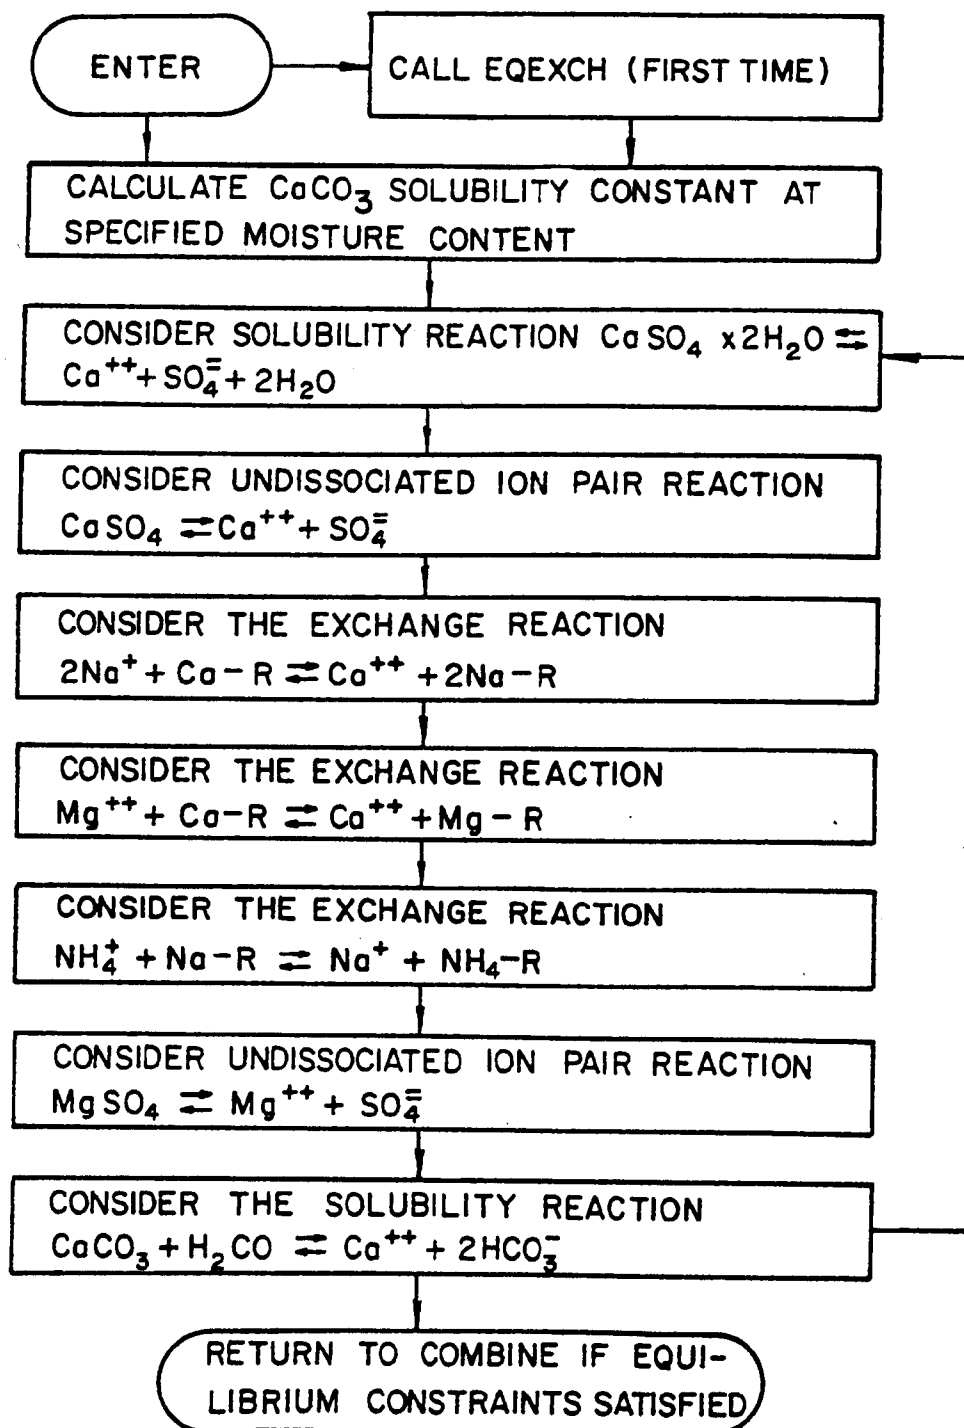 ENTER
CALL EQEXCH (FIRST TIME)
CALCULATE CaCO₃ SOLUBILITY CONSTANT AT
SPECIFIED MOISTURE CONTENT
CONSIDER SOLUBILITY REACTION CaSO₄ x2H₂O ⇌
Ca⁺⁺ + SO₄⁼ + 2H₂O
CONSIDER UNDISSOCIATED ION PAIR REACTION
CaSO₄ ⇌ Ca⁺⁺ + SO₄⁼
CONSIDER THE EXCHANGE REACTION
2Na⁺ + Ca–R ⇌ Ca⁺⁺ + 2Na–R
CONSIDER THE EXCHANGE REACTION
Mg⁺⁺ + Ca–R ⇌ Ca⁺⁺ + Mg–R
CONSIDER THE EXCHANGE REACTION
NH₄⁺ + Na–R ⇌ Na⁺ + NH₄–R
CONSIDER UNDISSOCIATED ION PAIR REACTION
MgSO₄ ⇌ Mg⁺⁺ + SO₄⁼
CONSIDER THE SOLUBILITY REACTION
CaCO₃ + H₂CO ⇌ Ca⁺⁺ + 2HCO₃⁻
RETURN TO COMBINE IF EQUI-
LIBRIUM CONSTRAINTS SATISFIED